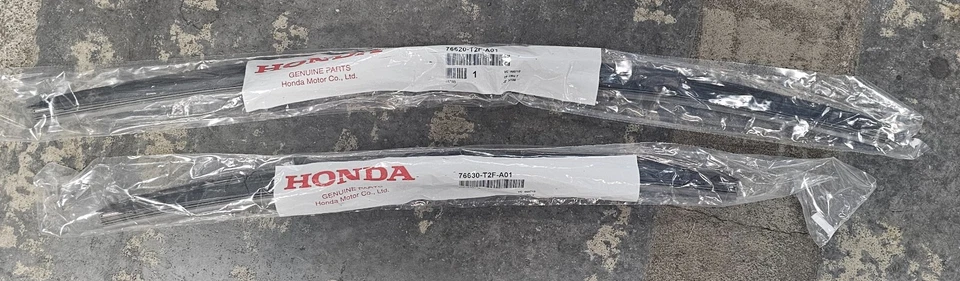 HONDA
GENUINE PARTS
Honda Motor Co., Ltd.
76620-T2F-A01
1
HONDA
GENUINE PARTS
Honda Motor Co., Ltd.
76630-T2F-A01